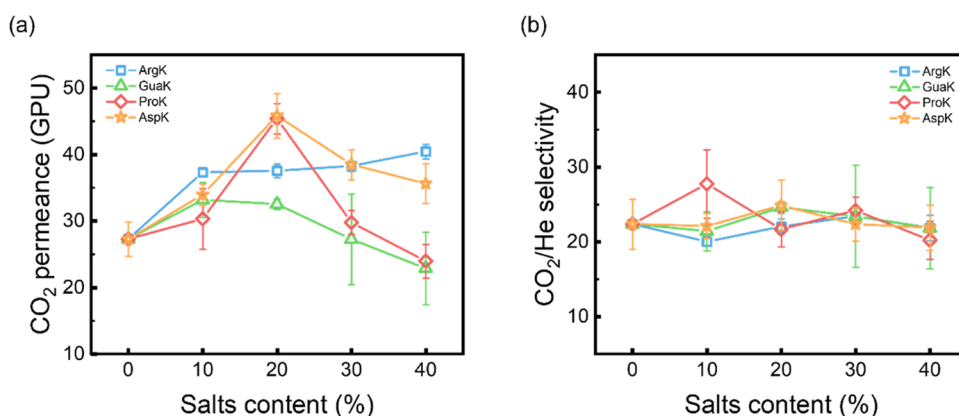 (a)
CO2 permeance (GPU)
50
40
30
20
10
ArgK
GuaK
ProK
AspK
0 10 20 30 40
Salts content (%)
(b)
CO2/He selectivity
40
30
20
10
ArgK
GuaK
ProK
AspK
0 10 20 30 40
Salts content (%)